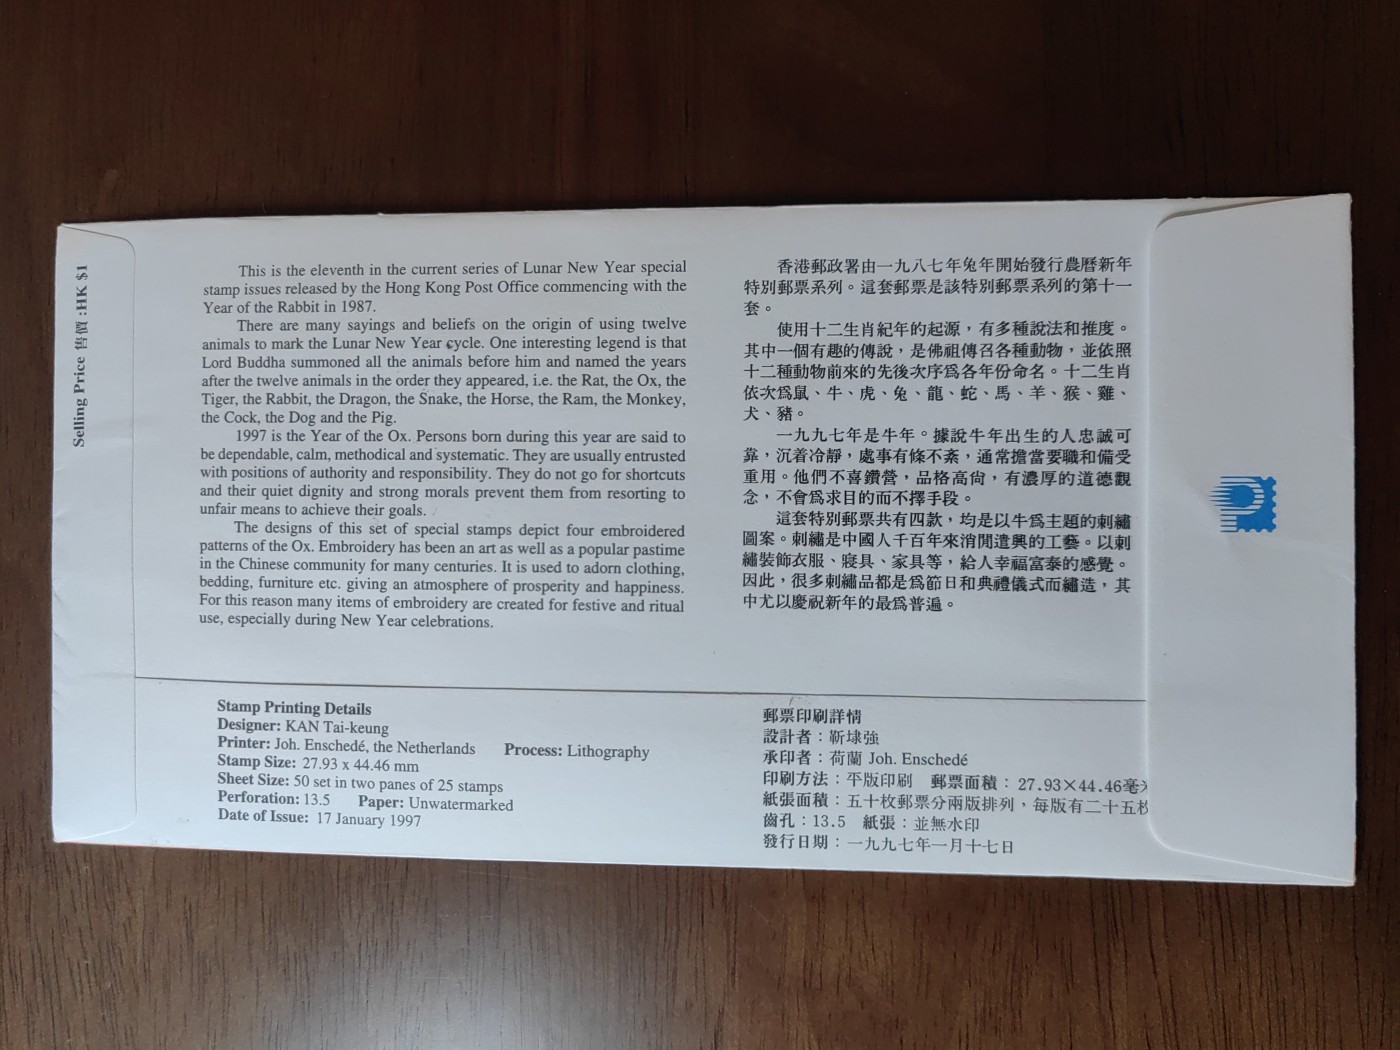 Selling Price 售價 :HK $1
This is the eleventh in the current series of Lunar New Year special
stamp issues released by the Hong Kong Post Office commencing with the
Year of the Rabbit in 1987.
There are many sayings and beliefs on the origin of using twelve
animals to mark the Lunar New Year cycle. One interesting legend is that
Lord Buddha summoned all the animals before him and named the years
after the twelve animals in the order they appeared, i.e. the Rat, the Ox, the
Tiger, the Rabbit, the Dragon, the Snake, the Horse, the Ram, the Monkey,
the Cock, the Dog and the Pig.
1997 is the Year of the Ox. Persons born during this year are said to
be dependable, calm, methodical and systematic. They are usually entrusted
with positions of authority and responsibility. They do not go for shortcuts
and their quiet dignity and strong morals prevent them from resorting to
unfair means to achieve their goals.
The designs of this set of special stamps depict four embroidered
patterns of the Ox. Embroidery has been an art as well as a popular pastime
in the Chinese community for many centuries. It is used to adorn clothing,
bedding, furniture etc. giving an atmosphere of prosperity and happiness.
For this reason many items of embroidery are created for festive and ritual
use, especially during New Year celebrations.
香港郵政署由一九八七年兔年開始發行農曆新年
特別郵票系列。這套郵票是該特別郵票系列的第十一
套。
使用十二生肖紀年的起源，有多種說法和推度。
其中一個有趣的傳說，是佛祖傳召各種動物，並依照
十二種動物前來的先後次序爲各年份命名。十二生肖
依次爲鼠、牛、虎、兔、龍、蛇、馬、羊、猴、雞、
犬、豬。
一九九七年是牛年。據說牛年出生的人忠誠可
靠，沉着冷靜，處事有條不紊，通常擔當要職和備受
重用。他們不喜鑽營，品格高尙，有濃厚的道德觀
念，不會爲求目的而不擇手段。
這套特別郵票共有四款，均是以牛爲主題的刺繡
圖案。刺繡是中國人千百年來消閒遣興的工藝。以刺
繡裝飾衣服、寢具、家具等，給人幸福富泰的感覺。
因此，很多刺繡品都是爲節日和典禮儀式而繡造，其
中尤以慶祝新年的最爲普遍。
Stamp Printing Details
Designer: KAN Tai-keung
Printer: Joh. Enschedé, the Netherlands Process: Lithography
Stamp Size: 27.93 x 44.46 mm
Sheet Size: 50 set in two panes of 25 stamps
Perforation: 13.5 Paper: Unwatermarked
Date of Issue: 17 January 1997
郵票印刷詳情
設計者：靳埭強
承印者：荷蘭 Joh. Enschedé
印刷方法：平版印刷 郵票面積：27.93×44.46毫
紙張面積：五十枚郵票分兩版排列，每版有二十五枚
齒孔：13.5 紙張：並無水印
發行日期：一九九七年一月十七日